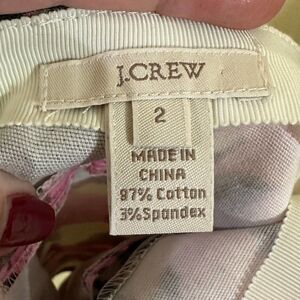 J.CREW
2
MADE IN
CHINA
97% Cotton
3% Spandex